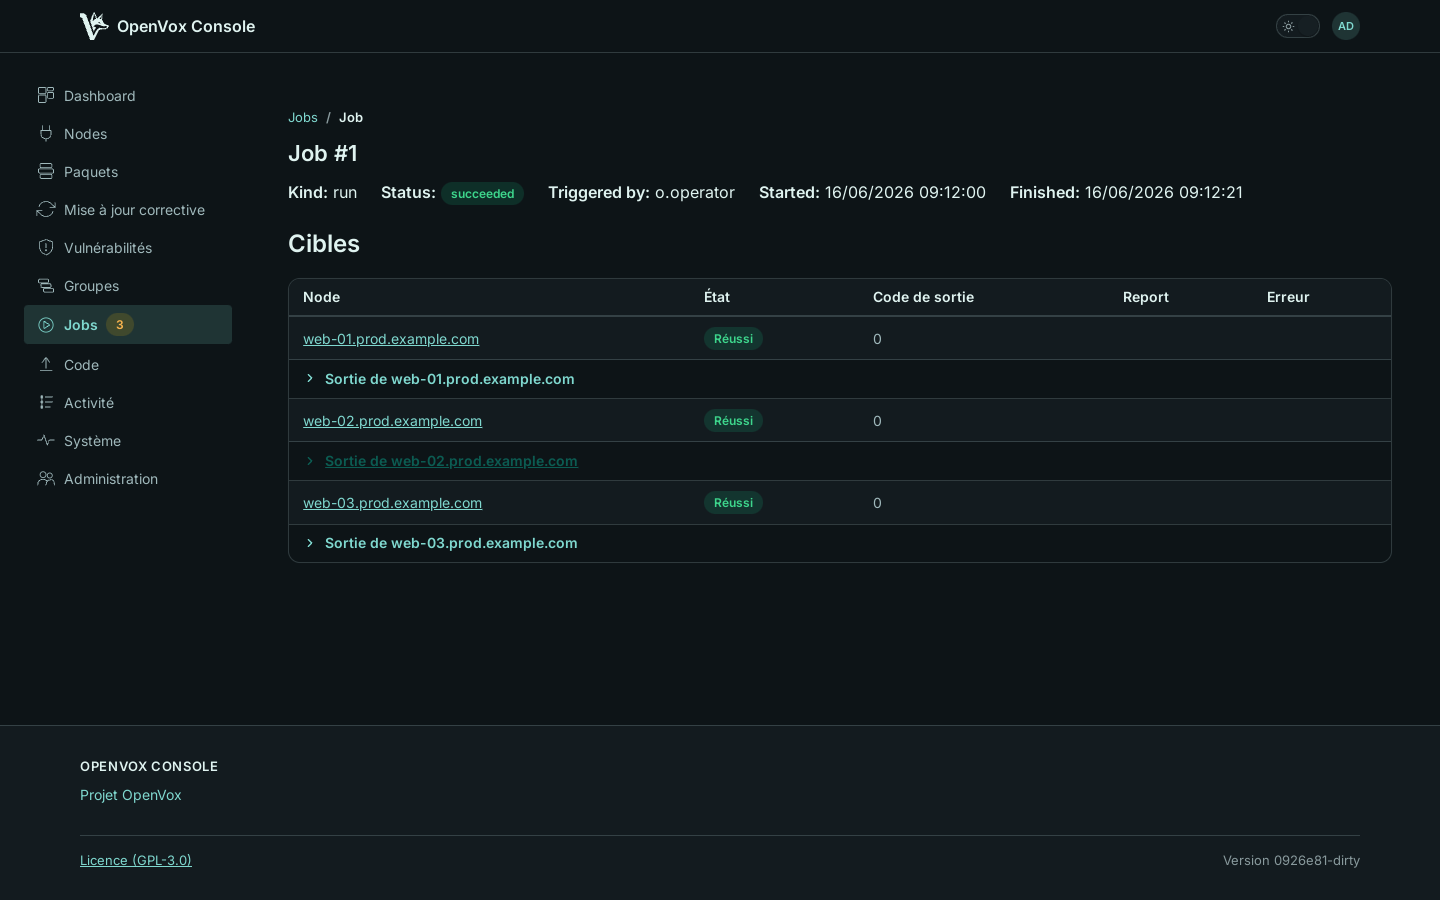 OpenVox Console
AD
Dashboard
Nodes
Paquets
Mise à jour corrective
Vulnérabilités
Groupes
Jobs 3
Code
Activité
Système
Administration
Jobs / Job
Job #1
Kind: run Status: succeeded Triggered by: o.operator Started: 16/06/2026 09:12:00 Finished: 16/06/2026 09:12:21
Cibles
Node État Code de sortie Report Erreur
web-01.prod.example.com Réussi 0
Sortie de web-01.prod.example.com
web-02.prod.example.com Réussi 0
Sortie de web-02.prod.example.com
web-03.prod.example.com Réussi 0
Sortie de web-03.prod.example.com
OPENVOX CONSOLE
Projet OpenVox
Licence (GPL-3.0)
Version 0926e81-dirty